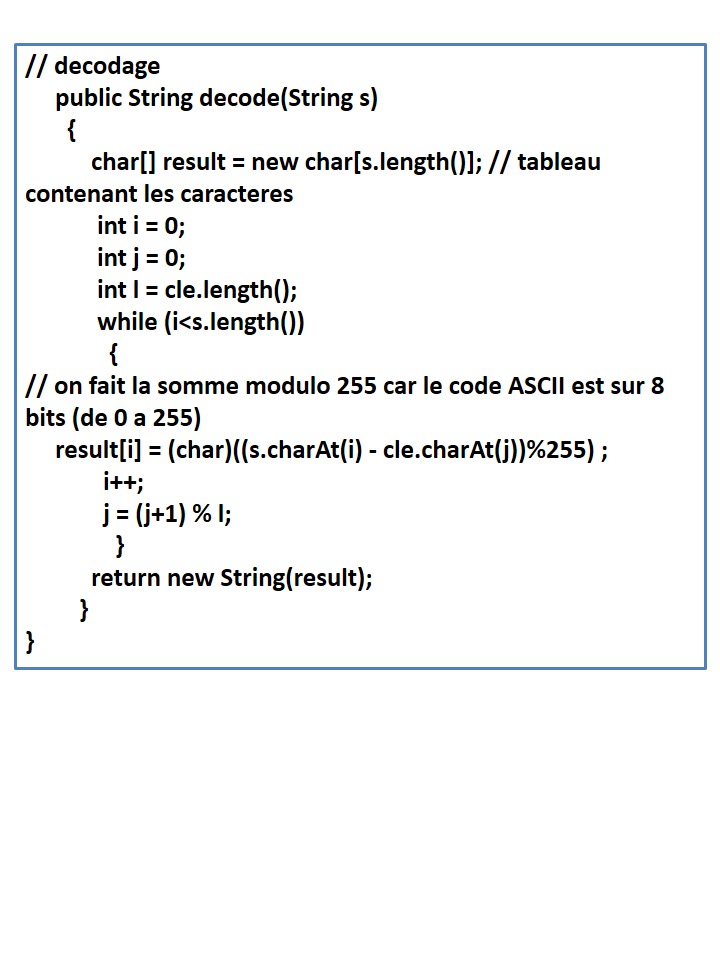 // decodage
public String decode(String s)
{
char[] result = new char[s.length()]; // tableau
contenant les caracteres
int i = 0;
int j = 0;
int l = cle.length();
while (i<s.length())
{
// on fait la somme modulo 255 car le code ASCII est sur 8
bits (de 0 a 255)
result[i] = (char)((s.charAt(i) - cle.charAt(j))%255) ;
i++;
j = (j+1) % l;
}
return new String(result);
}
}